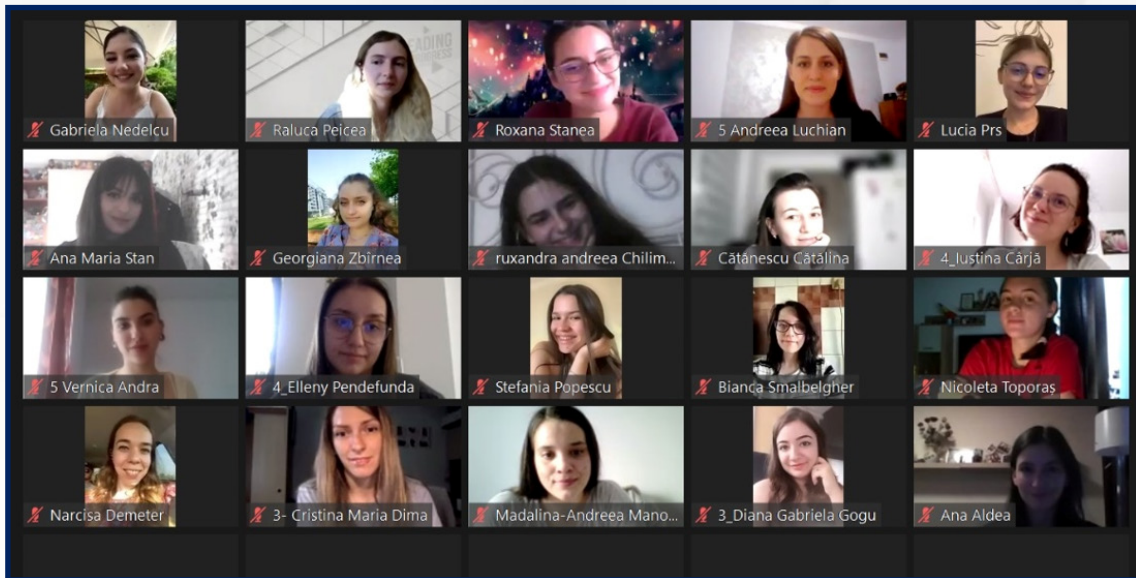 EADING
Gabriela Nedelçu
Raluca Peicea
Roxana Stanea
5 Andreea Luchian
Lucia Prs
Ana Maria Stan
Georgiana Zbîrnea
ruxandra andreea Chilim...
Cătănescu Cătălina
4_Iustina Cârjă
5 Vernica Andra
4_Elleny Pendefunda
Stefania Popescu
Bianca Smalbelgher
Nicoleta Toporaș
Narcisa Demeter
3- Cristina Maria Dima
Madalina-Andreea Mano...
3_Diana Gabriela Gogu
Ana Aldea